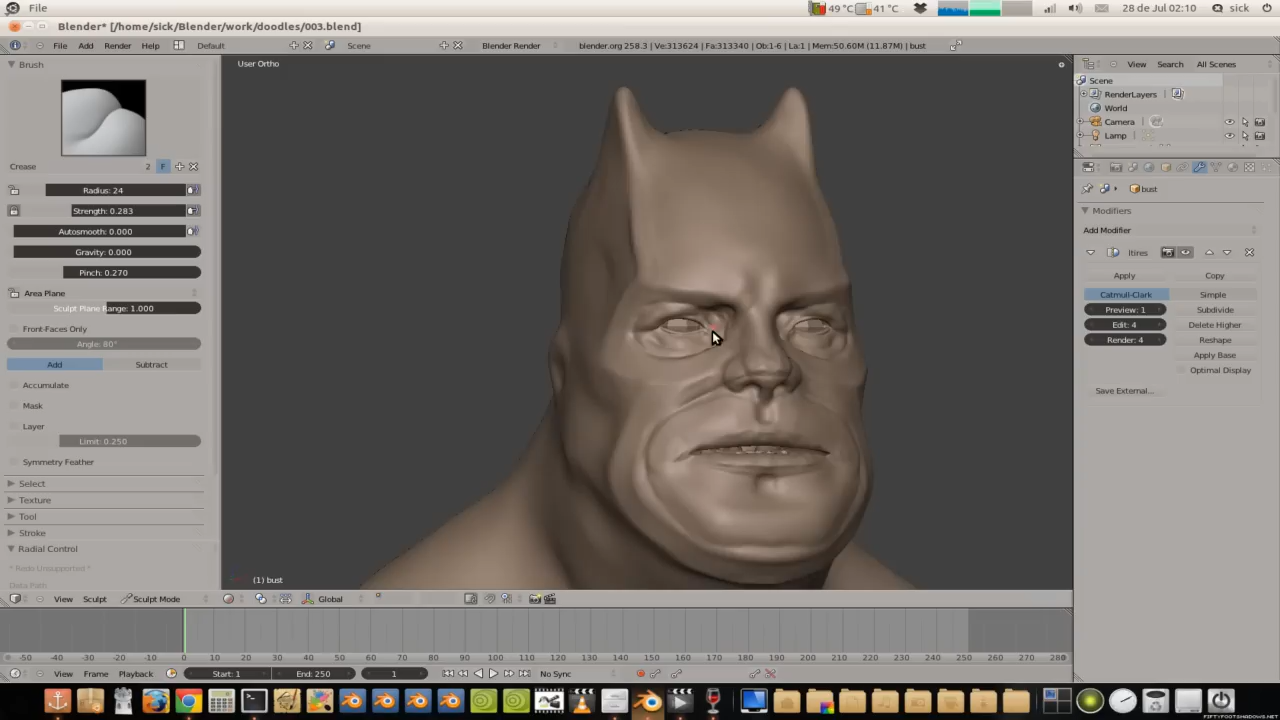 File
49 °C 41 °C 28 de Jul 02:10 sick
Blender* [/home/sick/Blender/work/doodles/003.blend]
File Add Render Help Default Scene Blender Render blender.org 258.3 | Ve:313624 | Fa:313340 | Ob:1-6 | La:1 | Mem:50.60M (11.87M) | bust
View Search All Scenes
Brush
User Ortho
Scene
RenderLayers
World
Camera
Lamp
Crease 2 F
Radius: 24
Strength: 0.283
Autosmooth: 0.000
Gravity: 0.000
Pinch: 0.270
Area Plane
Sculpt Plane Range: 1.000
Front-Faces Only
Angle: 80°
Add Subtract
Accumulate
Mask
Layer
Limit: 0.250
Symmetry Feather
Select
Texture
Tool
Stroke
Radial Control
* Redo Unsupported *
Data Path
bust
Modifiers
Add Modifier
ltires
Apply Copy
Catmull-Clark Simple
Preview: 1 Subdivide
Edit: 4 Delete Higher
Render: 4 Reshape
Apply Base
Optimal Display
Save External...
(1) bust
View Sculpt Sculpt Mode Global
-50 -40 -30 -20 -10 0 10 20 30 40 50 60 70 80 90 100 110 120 130 140 150 160 170 180 190 200 210 220 230 240 250 260 270 280
View Frame Playback Start: 1 End: 250 1 No Sync
FIFTYFOOTSHADOWS.NET